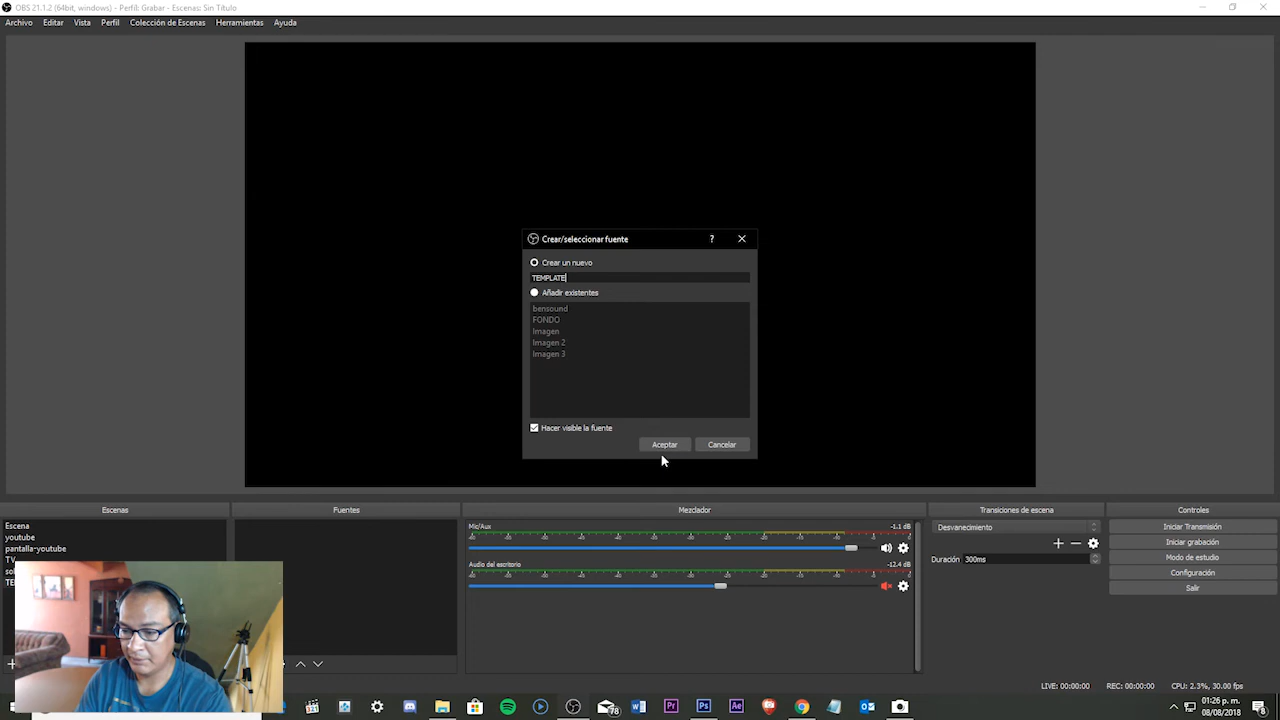 OBS 21.1.2 (64bit, windows) - Perfil: Grabar - Escenas: Sin Título
Archivo Editar Vista Perfil Colección de Escenas Herramientas Ayuda
Crear/seleccionar fuente ?
Crear un nuevo
TEMPLATE
Añadir existentes
bensound
FONDO
Imagen
Imagen 2
Imagen 3
Hacer visible la fuente
Aceptar Cancelar
Escenas Fuentes Mezclador Transiciones de escena Controles
Escena
youtube
pantalla-youtube
TV
Mic/Aux -1.1 dB
Audio del escritorio -12.4 dB
Desvanecimiento
Duración 300ms
Iniciar Transmisión
Iniciar grabación
Modo de estudio
Configuración
Salir
LIVE: 00:00:00 REC: 00:00:00 CPU: 2.3%, 30.00 fps
78
Pr Ps Ae
01:26 p. m.
08/08/2018